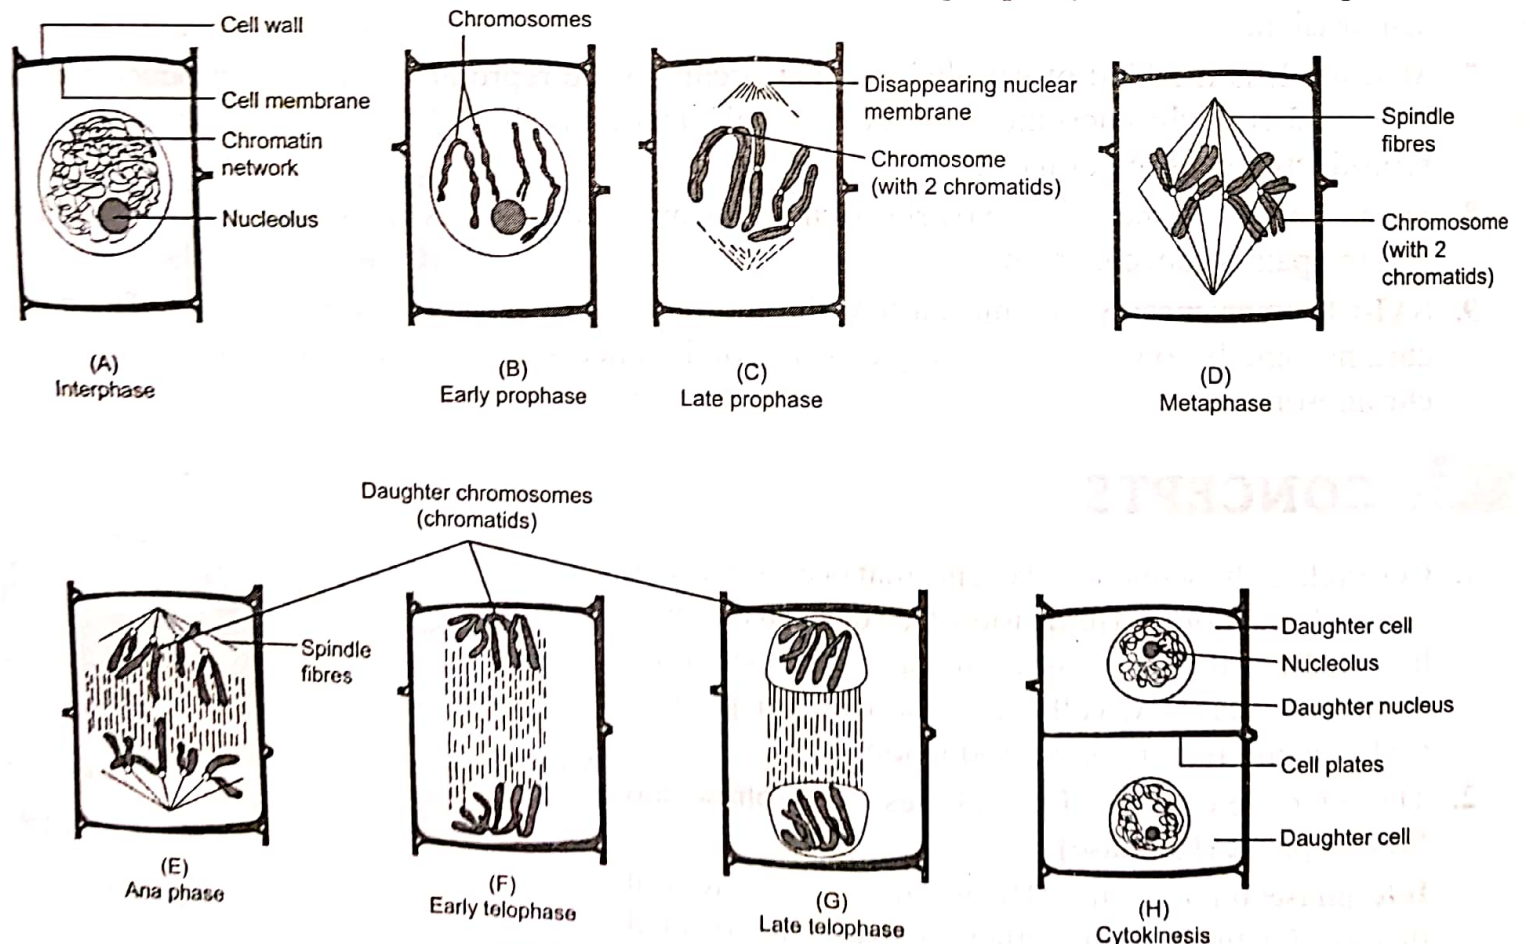 Cell wall
Cell membrane
Chromatin
network
Nucleolus
(A)
Interphase
Chromosomes
(B)
Early prophase
Disappearing nuclear
membrane
Chromosome
(with 2 chromatids)
(C)
Late prophase
Spindle
fibres
Chromosome
(with 2
chromatids)
(D)
Metaphase
Daughter chromosomes
(chromatids)
Spindle
fibres
(E)
Ana phase
(F)
Early telophase
(G)
Late telophase
Daughter cell
Nucleolus
Daughter nucleus
Cell plates
Daughter cell
(H)
Cytokinesis
CONCEPTS